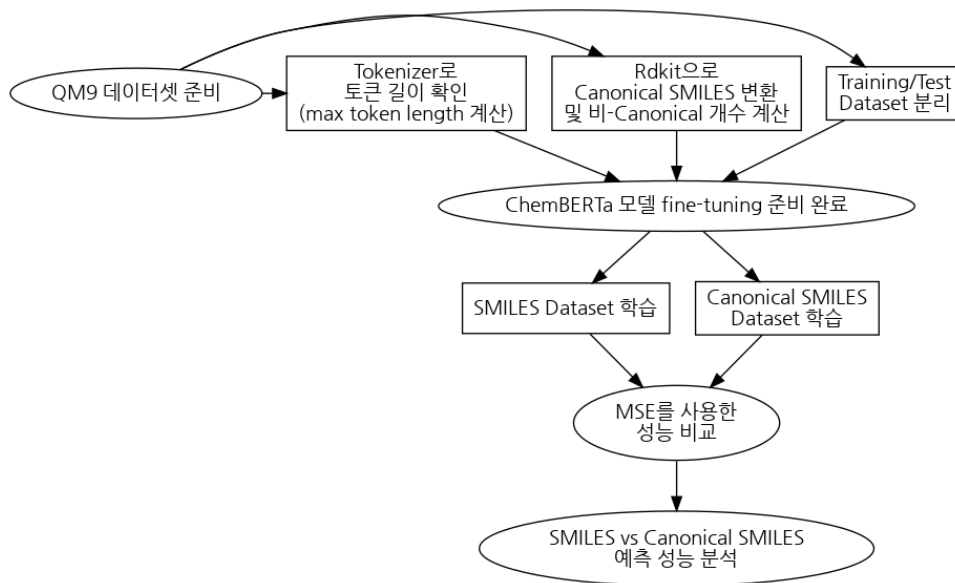 QM9 데이터셋 준비
Tokenizer로
토큰 길이 확인
(max token length 계산)
Rdkit으로
Canonical SMILES 변환
및 비-Canonical 개수 계산
Training/Test
Dataset 분리
ChemBERTa 모델 fine-tuning 준비 완료
SMILES Dataset 학습
Canonical SMILES
Dataset 학습
MSE를 사용한
성능 비교
SMILES vs Canonical SMILES
예측 성능 분석